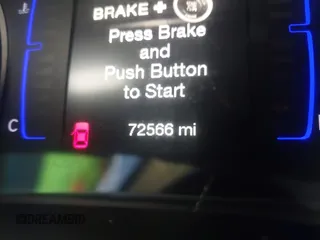 BRAKE +
Press Brake
and
Push Button
to Start
C
72566 mi